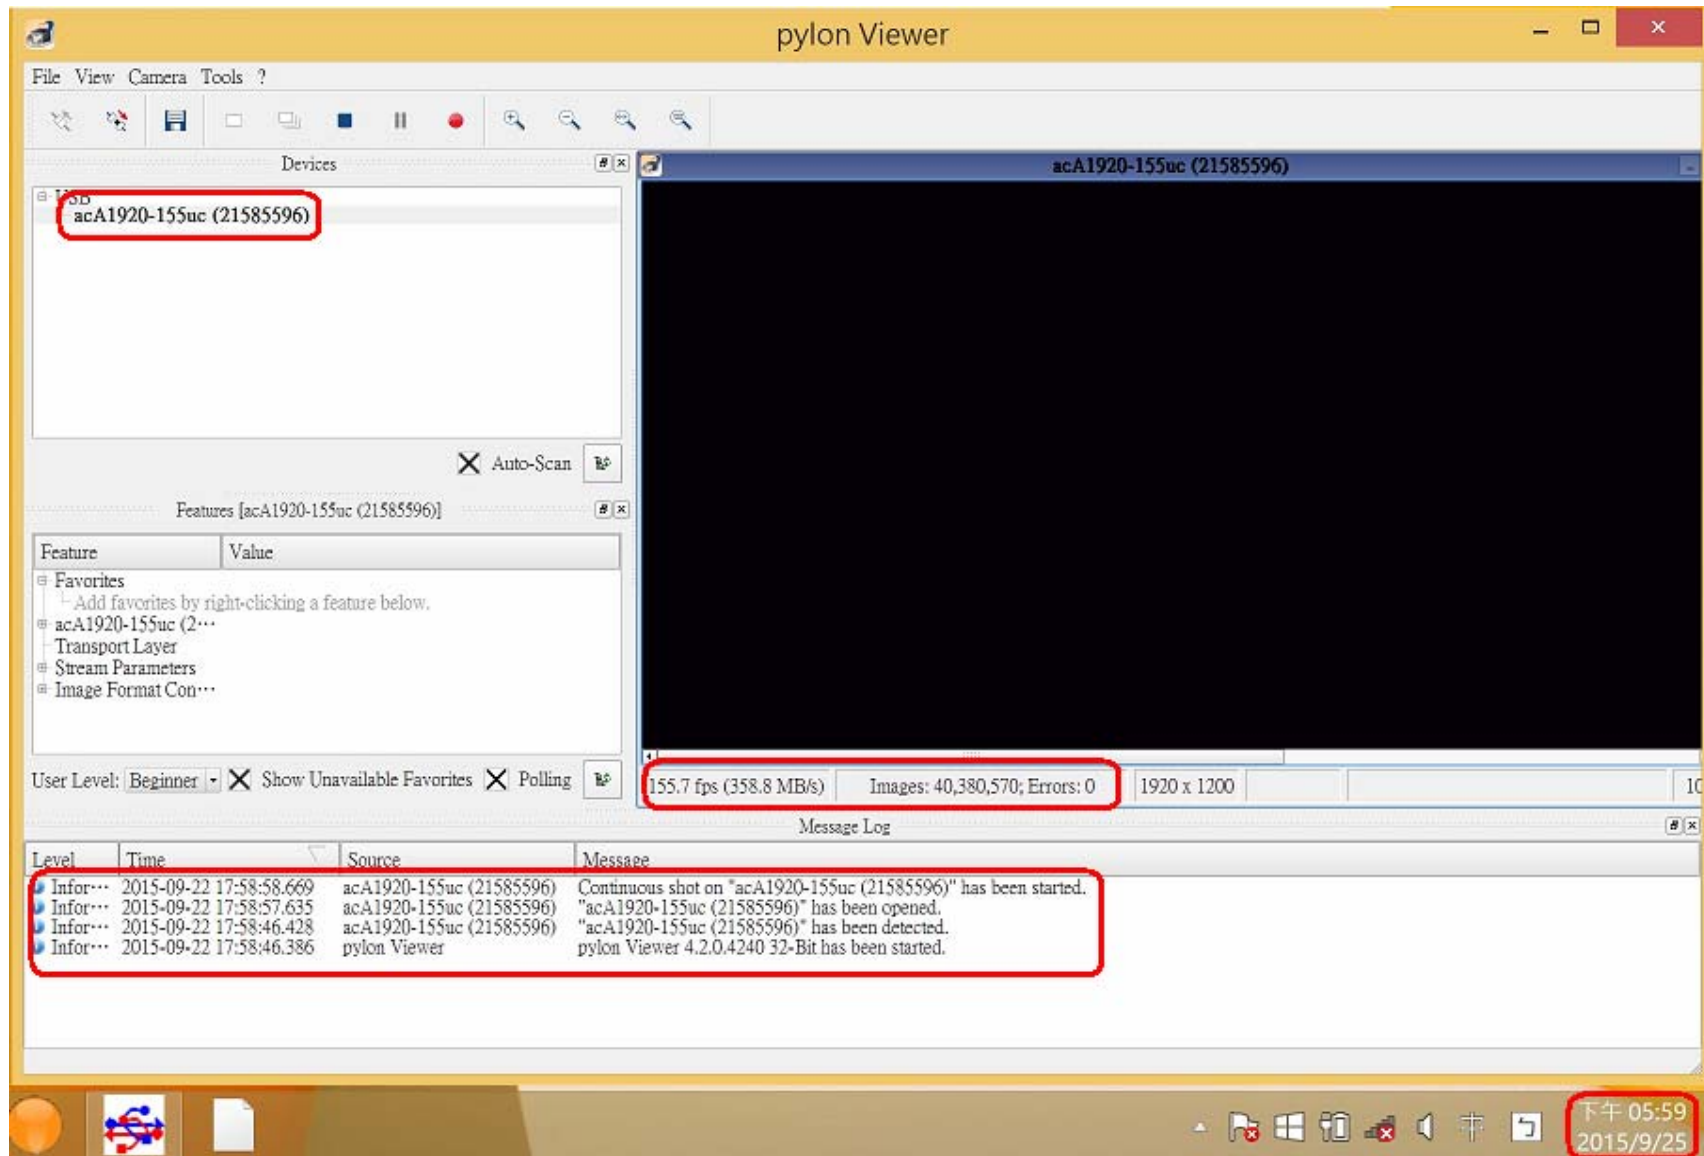 pylon Viewer
File View Camera Tools ?
Devices
USB
acA1920-155uc (21585596)
Auto-Scan
Features [acA1920-155uc (21585596)]
Feature Value
Favorites
Add favorites by right-clicking a feature below.
acA1920-155uc (2···
Transport Layer
Stream Parameters
Image Format Con···
User Level: Beginner Show Unavailable Favorites Polling
acA1920-155uc (21585596)
155.7 fps (358.8 MB/s) Images: 40,380,570; Errors: 0 1920 x 1200 10
Message Log
Level Time Source Message
Infor··· 2015-09-22 17:58:58.669 acA1920-155uc (21585596) Continuous shot on "acA1920-155uc (21585596)" has been started.
Infor··· 2015-09-22 17:58:57.635 acA1920-155uc (21585596) "acA1920-155uc (21585596)" has been opened.
Infor··· 2015-09-22 17:58:46.428 acA1920-155uc (21585596) "acA1920-155uc (21585596)" has been detected.
Infor··· 2015-09-22 17:58:46.386 pylon Viewer pylon Viewer 4.2.0.4240 32-Bit has been started.
ㄅ
下午 05:59
2015/9/25